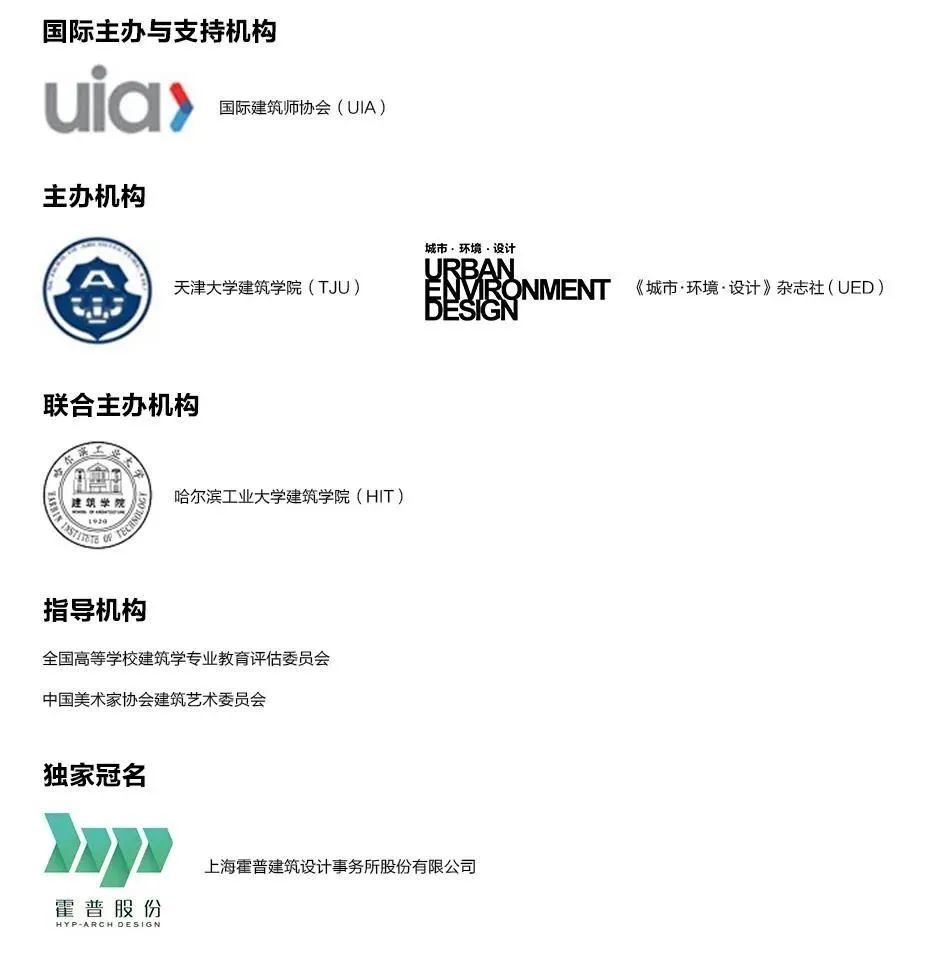 国际主办与支持机构
uia
国际建筑师协会（UIA）
主办机构
天津大学建筑学院（TJU）
城市·环境·设计
URBAN
ENVIRONMENT
DESIGN
《城市·环境·设计》杂志社（UED）
联合主办机构
哈尔滨工业大学
建筑学院
SCHOOL OF ARCHITECTURE
1920
HARBIN INSTITUTE OF TECHNOLOGY
哈尔滨工业大学建筑学院（HIT）
指导机构
全国高等学校建筑学专业教育评估委员会
中国美术家协会建筑艺术委员会
独家冠名
hyp
霍普股份
HYP-ARCH DESIGN
上海霍普建筑设计事务所股份有限公司